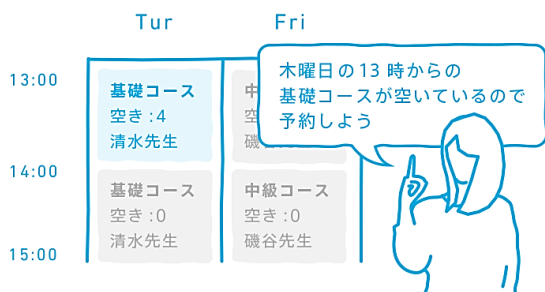 Tur Fri
木曜日の13時からの
基礎コースが空いているので
予約しよう
13:00
基礎コース
空き:4
清水先生
中
空
磯
14:00
基礎コース
空き:0
清水先生
中級コース
空き:0
磯谷先生
15:00